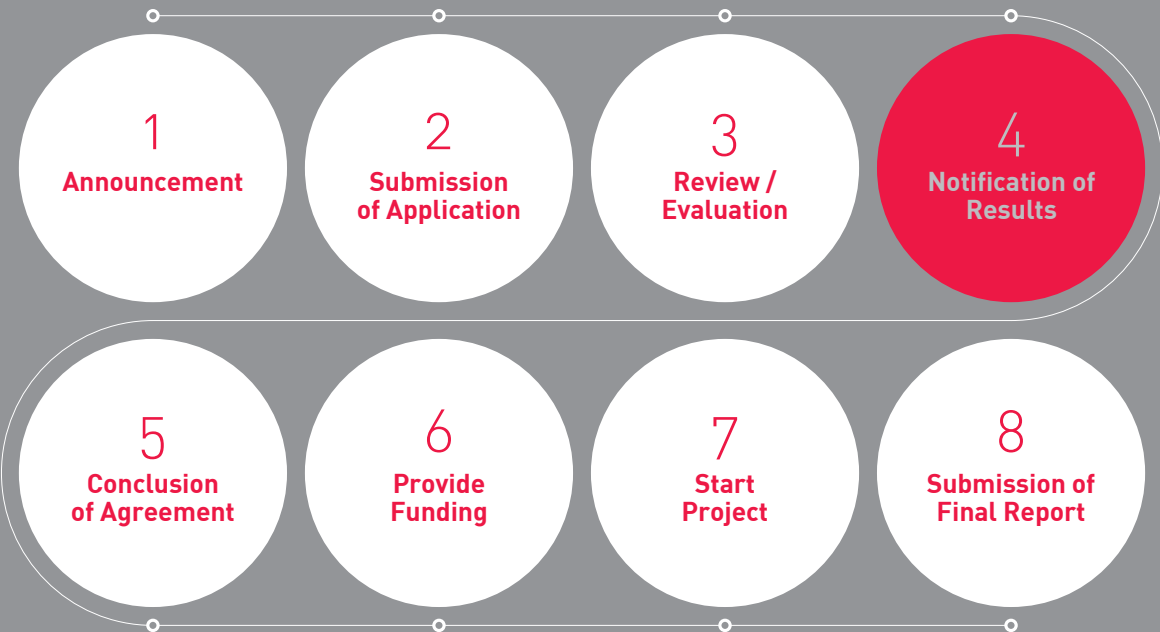 1
Announcement
2
Submission
of Application
3
Review /
Evaluation
4
Notification of
Results
5
Conclusion
of Agreement
6
Provide
Funding
7
Start
Project
8
Submission of
Final Report